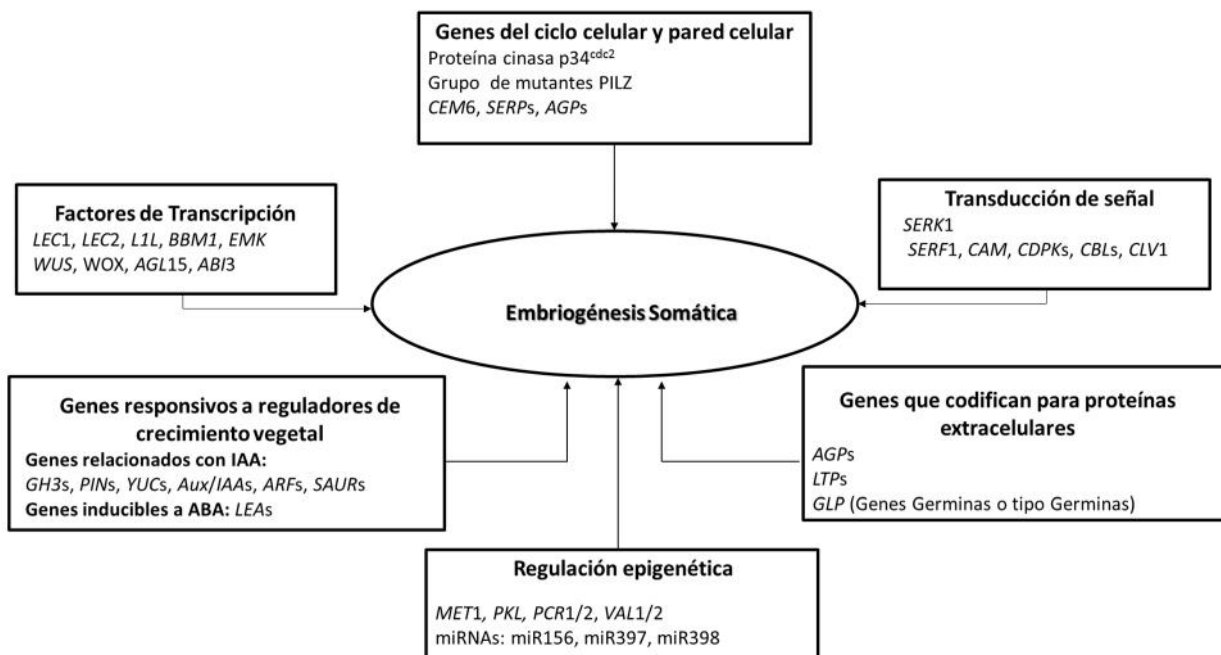 Genes del ciclo celular y pared celular
Proteína cinasa p34cdc2
Grupo de mutantes PILZ
CEM6, SERPs, AGPs
Factores de Transcripción
LEC1, LEC2, L1L, BBM1, EMK
WUS, WOX, AGL15, ABI3
Transducción de señal
SERK1
SERF1, CAM, CDPKs, CBLs, CLV1
Embriogénesis Somática
Genes responsivos a reguladores de
crecimiento vegetal
Genes relacionados con IAA:
GH3s, PINs, YUCs, Aux/IAAs, ARFs, SAURs
Genes inducibles a ABA: LEAs
Genes que codifican para proteínas
extracelulares
AGPs
LTPs
GLP (Genes Germinas o tipo Germinas)
Regulación epigenética
MET1, PKL, PCR1/2, VAL1/2
miRNAs: miR156, miR397, miR398